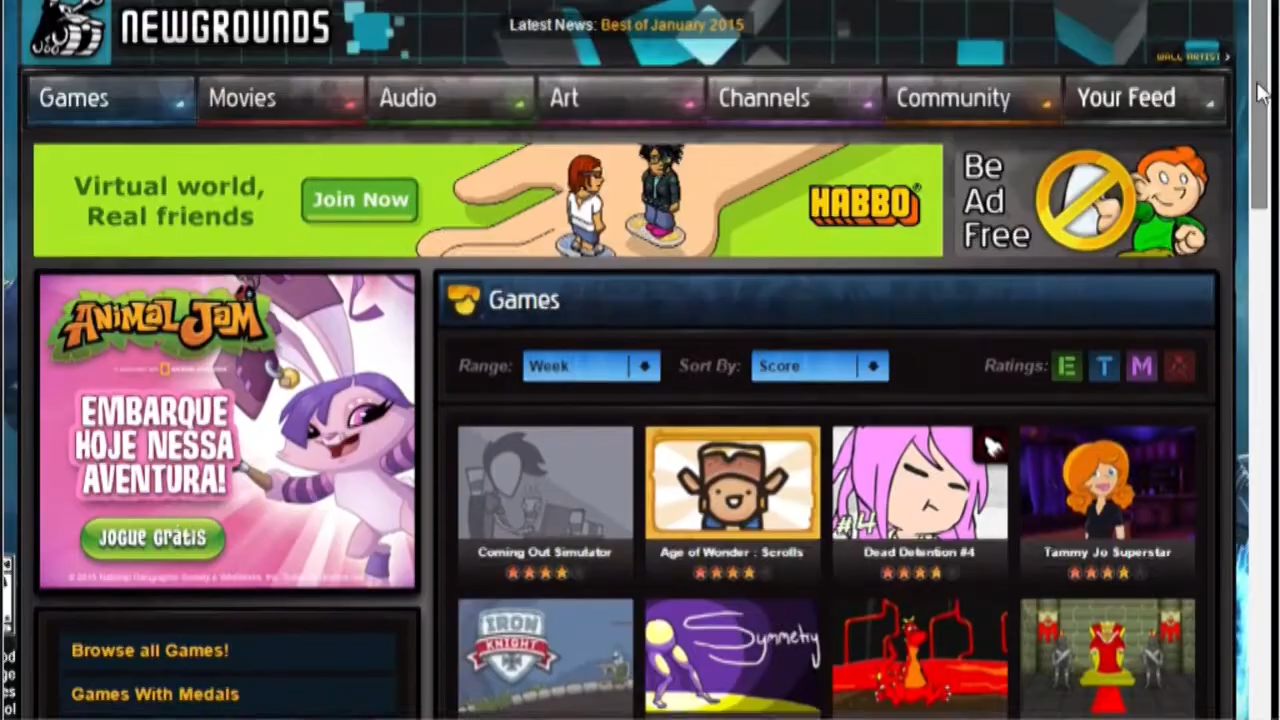 NEWGROUNDS
Latest News: Best of January 2015
WALL ARTIST >
Games
Movies
Audio
Art
Channels
Community
Your Feed
Virtual world,
Real friends
Join Now
HABBO
Be
Ad
Free
ANIMAL JAM
EMBARQUE
HOJE NESSA
AVENTURA!
JOGUE GRÁTIS
Games
Range: Week
Sort By: Score
Ratings: E T M A
#4
Coming Out Simulator
Age of Wonder : Scrolls
Dead Detention #4
Tammy Jo Superstar
IRON
KNIGHT
Symmetry
Browse all Games!
Games With Medals